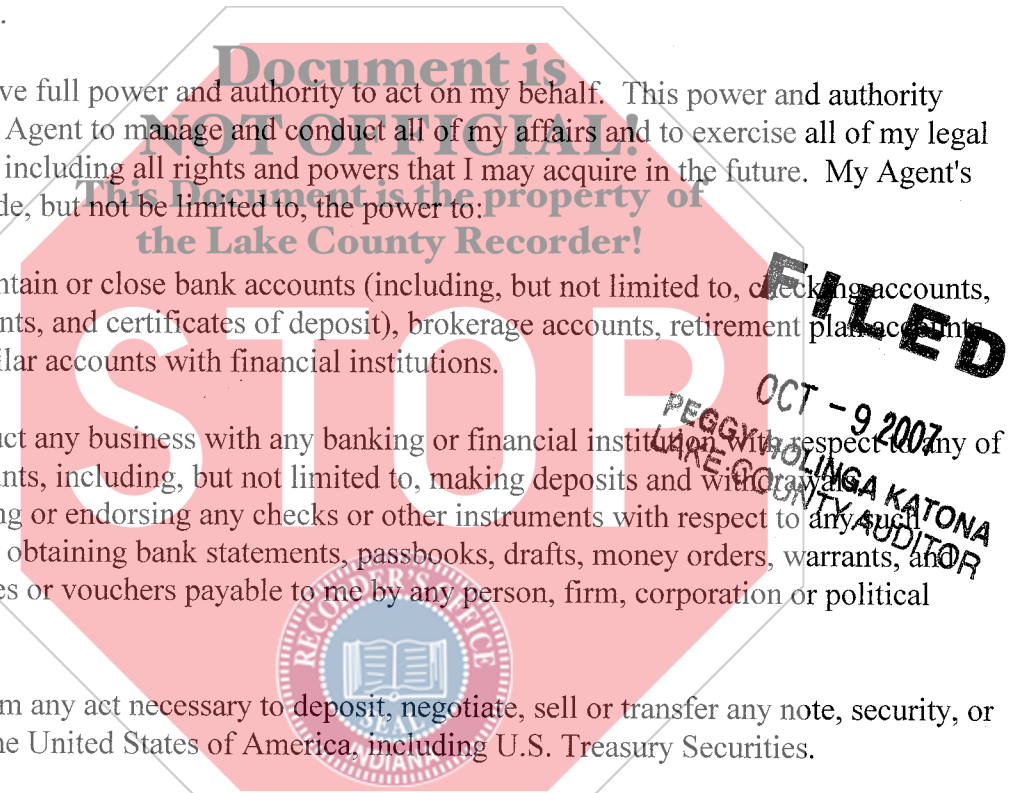 .
Document is
ve full power and authority to act on my behalf. This power and authority
NOT OFFICIAL!
Agent to manage and conduct all of my affairs and to exercise all of my legal
including all rights and powers that I may acquire in the future. My Agent's
This Document is the property of
de, but not be limited to, the power to:
the Lake County Recorder!
ntain or close bank accounts (including, but not limited to, checking accounts,
nts, and certificates of deposit), brokerage accounts, retirement plan accounts
ilar accounts with financial institutions.
FILED
OCT - 9 2007
PEGGY HOLINGA KATONA
LAKE COUNTY AUDITOR
STOP
uct any business with any banking or financial institution with respect to any of
nts, including, but not limited to, making deposits and withdrawals
ng or endorsing any checks or other instruments with respect to any such
obtaining bank statements, passbooks, drafts, money orders, warrants, and
es or vouchers payable to me by any person, firm, corporation or political
RECORDER'S OFFICE
SEAL
INDIANA
m any act necessary to deposit, negotiate, sell or transfer any note, security, or
he United States of America, including U.S. Treasury Securities.